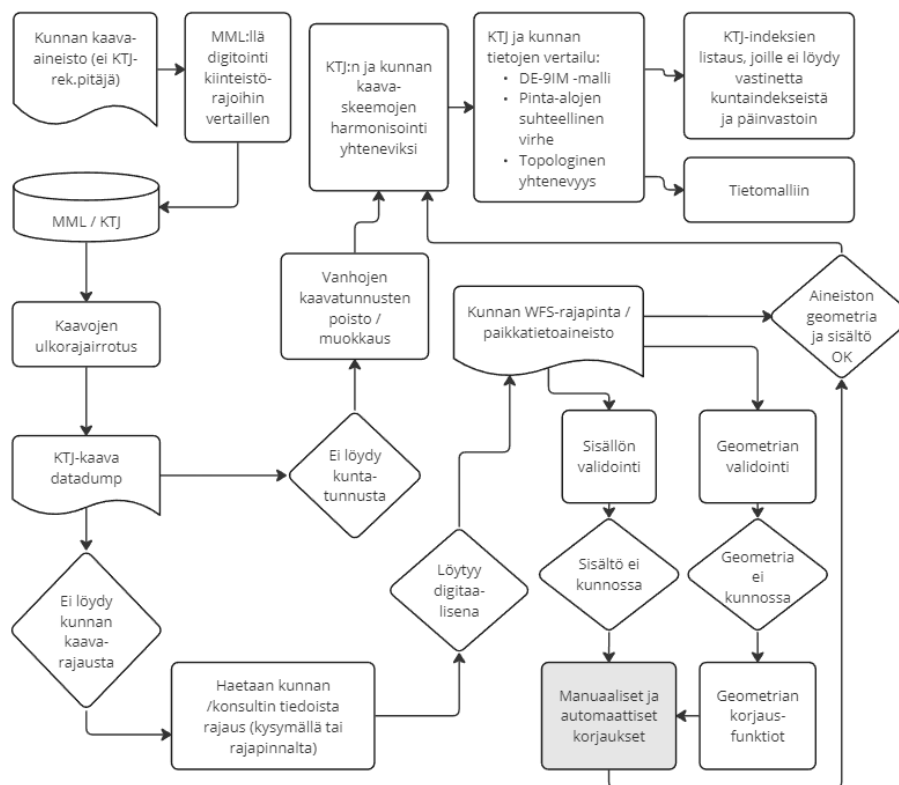 Kunnan kaava-
aineisto (ei KTJ-
rek.pitäjä)
MML:llä
digitointi
kiinteistö-
rajoihin
vertaillen
KTJ:n ja kunnan
kaava-
skeemojen
harmonisointi
yhteneviksi
KTJ ja kunnan
tietojen vertailu:
• DE-9IM -malli
• Pinta-alojen
suhteellinen
virhe
• Topologinen
yhtenevyys
KTJ-indeksien
listaus, joille ei löydy
vastinetta
kuntaindekseistä
ja päinvastoin
Tietomalliin
MML / KTJ
Kaavojen
ulkorajairrotus
Vanhojen
kaavatunnusten
poisto /
muokkaus
Kunnan WFS-rajapinta /
paikkatietoaineisto
Aineiston
geometria
ja sisältö
OK
KTJ-kaava
datadump
Ei löydy
kunta-
tunnusta
Sisällön
validointi
Geometrian
validointi
Ei löydy
kunnan
kaava-
rajausta
Löytyy
digitaa-
lisena
Sisältö ei
kunnossa
Geometria
ei
kunnossa
Haetaan kunnan
/konsultin tiedoista
rajaus (kysymällä tai
rajapinnalta)
Manuaaliset ja
automaattiset
korjaukset
Geometrian
korjaus-
funktiot